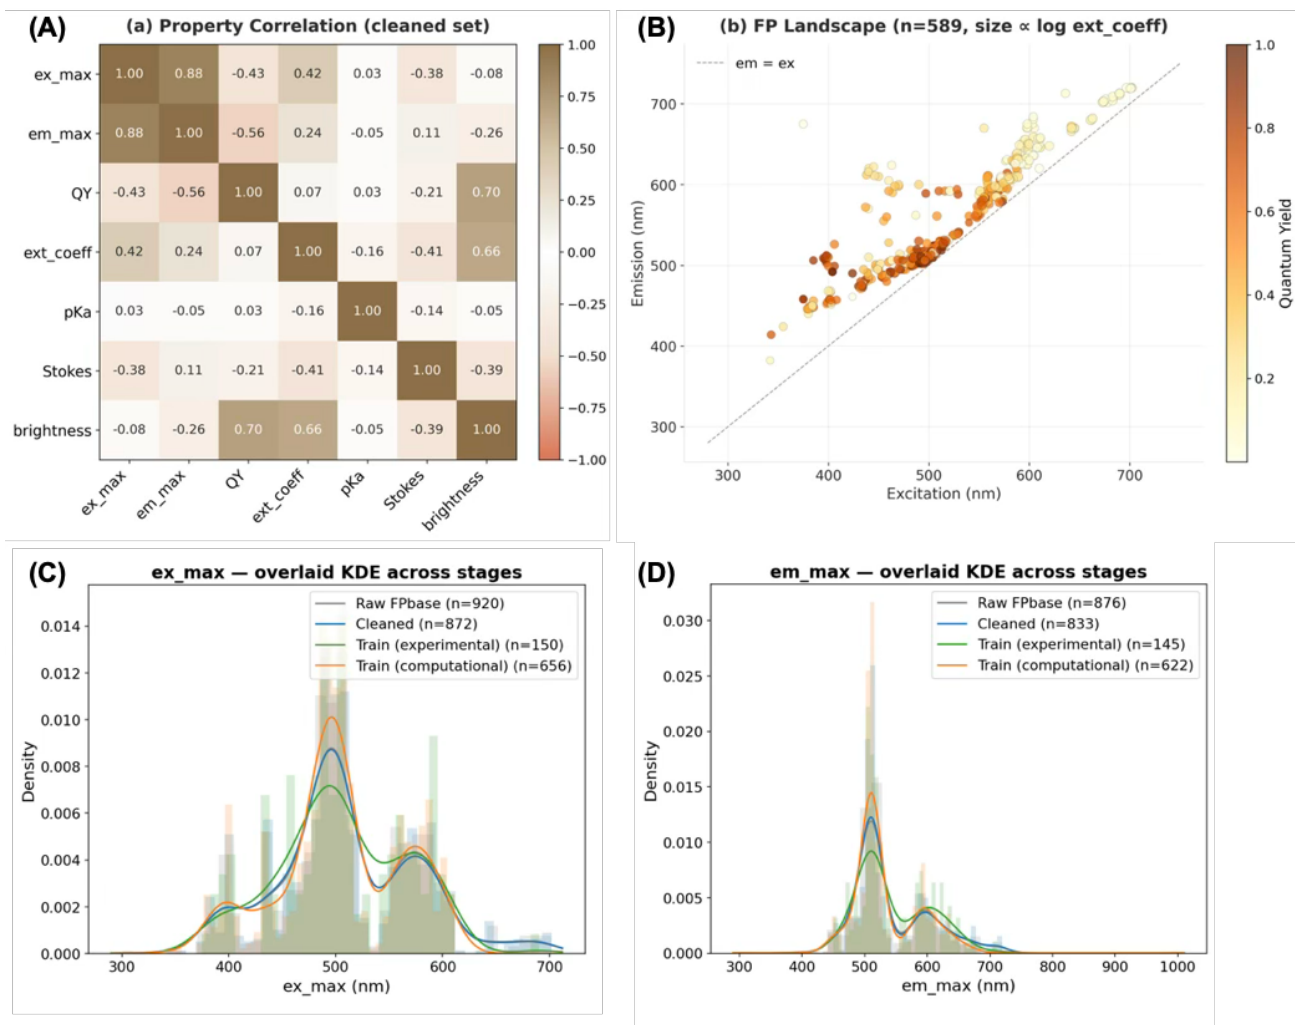 (A)
(a) Property Correlation (cleaned set)
ex_max 1.00 0.88 -0.43 0.42 0.03 -0.38 -0.08
em_max 0.88 1.00 -0.56 0.24 -0.05 0.11 -0.26
QY -0.43 -0.56 1.00 0.07 0.03 -0.21 0.70
ext_coeff 0.42 0.24 0.07 1.00 -0.16 -0.41 0.66
pKa 0.03 -0.05 0.03 -0.16 1.00 -0.14 -0.05
Stokes -0.38 0.11 -0.21 -0.41 -0.14 1.00 -0.39
brightness -0.08 -0.26 0.70 0.66 -0.05 -0.39 1.00
ex_max em_max QY ext_coeff pKa Stokes brightness
1.00
0.75
0.50
0.25
0.00
−0.25
−0.50
−0.75
−1.00
(B)
(b) FP Landscape (n=589, size ∝ log ext_coeff)
em = ex
Emission (nm)
700
600
500
400
300
300 400 500 600 700
Excitation (nm)
1.0
0.8
0.6
0.4
0.2
Quantum Yield
(C)
ex_max — overlaid KDE across stages
Raw FPbase (n=920)
Cleaned (n=872)
Train (experimental) (n=150)
Train (computational) (n=656)
Density
0.014
0.012
0.010
0.008
0.006
0.004
0.002
0.000
300 400 500 600 700
ex_max (nm)
(D)
em_max — overlaid KDE across stages
Raw FPbase (n=876)
Cleaned (n=833)
Train (experimental) (n=145)
Train (computational) (n=622)
Density
0.030
0.025
0.020
0.015
0.010
0.005
0.000
300 400 500 600 700 800 900 1000
em_max (nm)